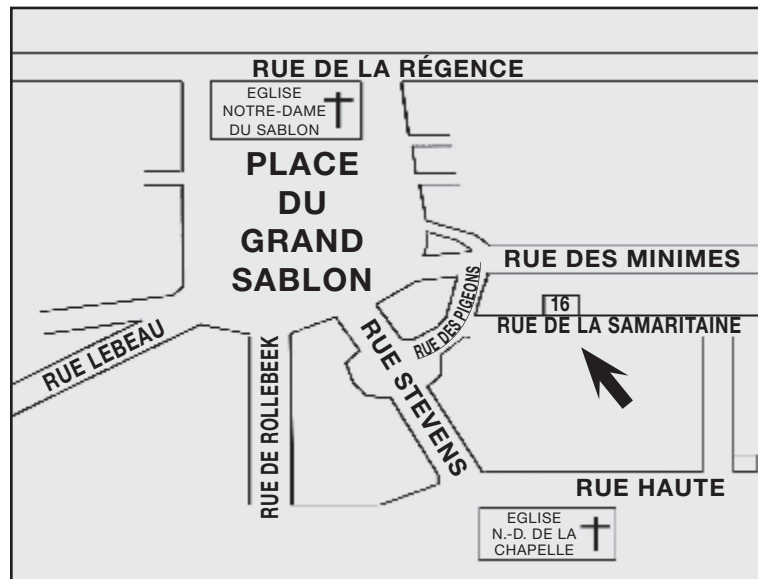 RUE DE LA RÉGENCE
EGLISE
NOTRE-DAME
DU SABLON
PLACE
DU
GRAND
SABLON
RUE DES MINIMES
16
RUE DE LA SAMARITAINE
RUE DES PIGEONS
RUE LEBEAU
RUE DE ROLLEBEEK
RUE STEVENS
RUE HAUTE
EGLISE
N.-D. DE LA
CHAPELLE